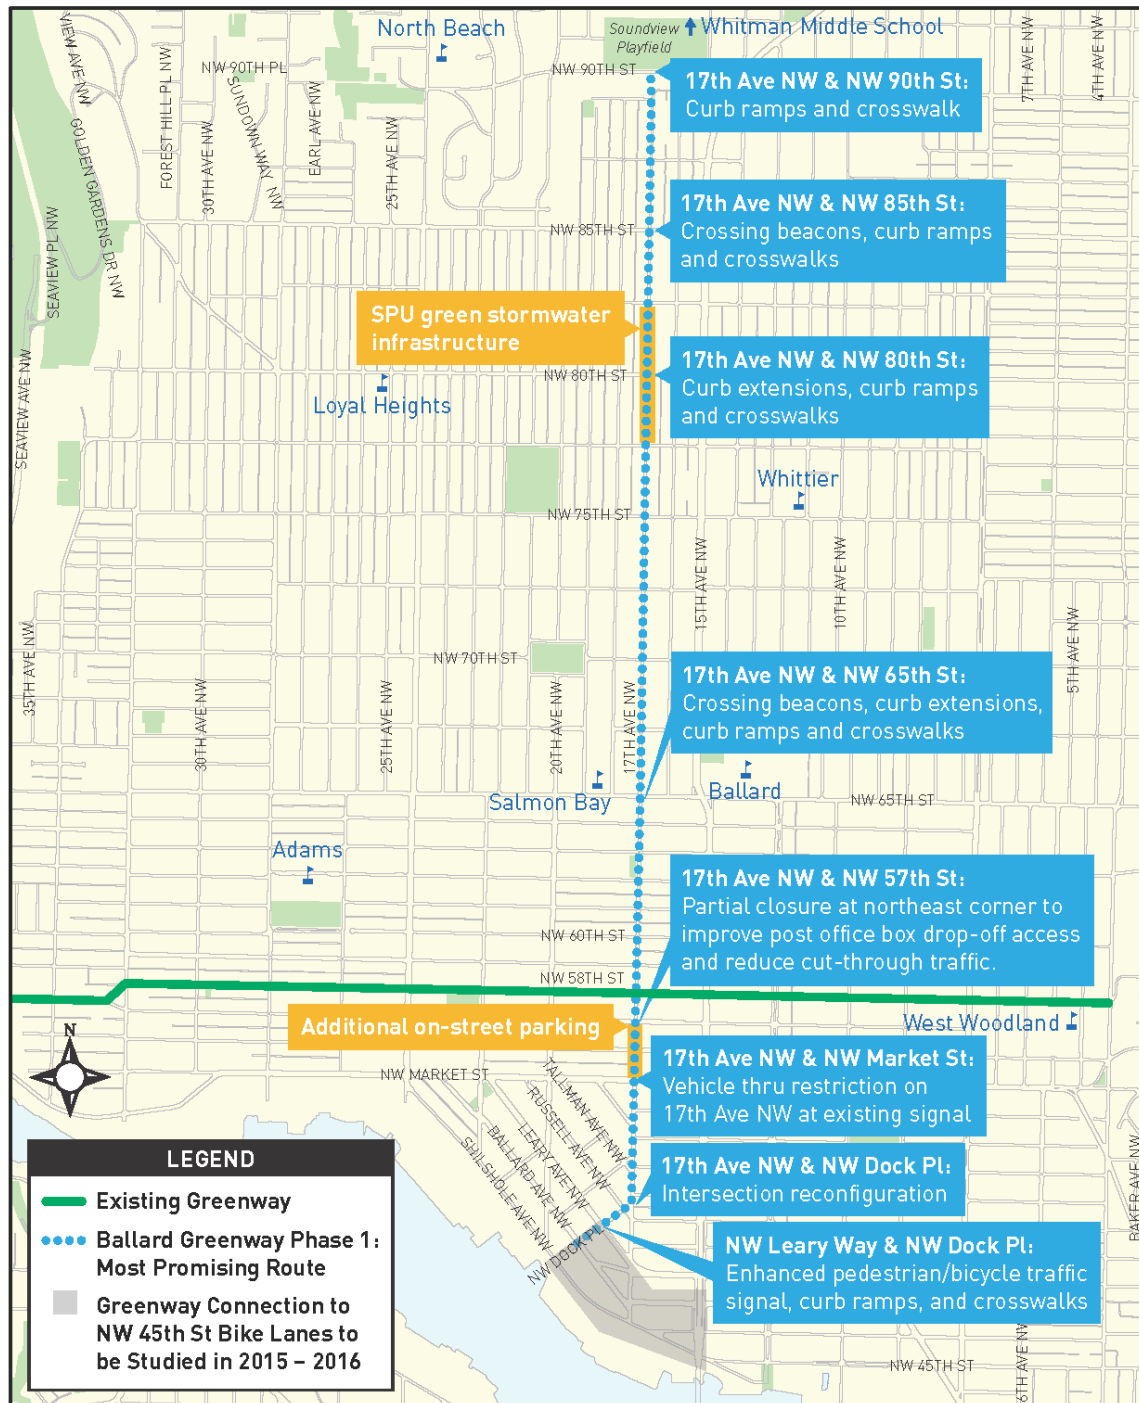 North Beach
Soundview
Playfield
Whitman Middle School
NW 90TH PL
NW 90TH ST
VIEW AVE NW
GOLDEN GARDENS DR NW
FOREST HILL PL NW
30TH AVE NW
SUNDOWN WAY NW
EARL AVE NW
25TH AVE NW
7TH AVE NW
4TH AVE NW
17th Ave NW & NW 90th St:
Curb ramps and crosswalk
17th Ave NW & NW 85th St:
Crossing beacons, curb ramps
and crosswalks
NW 85TH ST
SEAVIEW PL NW
SEAVIEW AVE NW
SPU green stormwater
infrastructure
17th Ave NW & NW 80th St:
Curb extensions, curb ramps
and crosswalks
NW 80TH ST
Loyal Heights
Whittier
NW 75TH ST
15TH AVE NW
10TH AVE NW
5TH AVE NW
35TH AVE NW
NW 70TH ST
30TH AVE NW
25TH AVE NW
20TH AVE NW
17TH AVE NW
17th Ave NW & NW 65th St:
Crossing beacons, curb extensions,
curb ramps and crosswalks
Salmon Bay
Ballard
NW 65TH ST
Adams
17th Ave NW & NW 57th St:
Partial closure at northeast corner to
improve post office box drop-off access
and reduce cut-through traffic.
NW 60TH ST
NW 58TH ST
West Woodland
Additional on-street parking
N
NW MARKET ST
17th Ave NW & NW Market St:
Vehicle thru restriction on
17th Ave NW at existing signal
TALLMAN AVE NW
RUSSELL AVE NW
LEARY AVE NW
BALLARD AVE NW
SHILSHOLE AVE NW
NW DOCK PL
17th Ave NW & NW Dock Pl:
Intersection reconfiguration
BAKER AVE NW
NW Leary Way & NW Dock Pl:
Enhanced pedestrian/bicycle traffic
signal, curb ramps, and crosswalks
NW 45TH ST
6TH AVE NW
LEGEND
Existing Greenway
Ballard Greenway Phase 1:
Most Promising Route
Greenway Connection to
NW 45th St Bike Lanes to
be Studied in 2015 – 2016